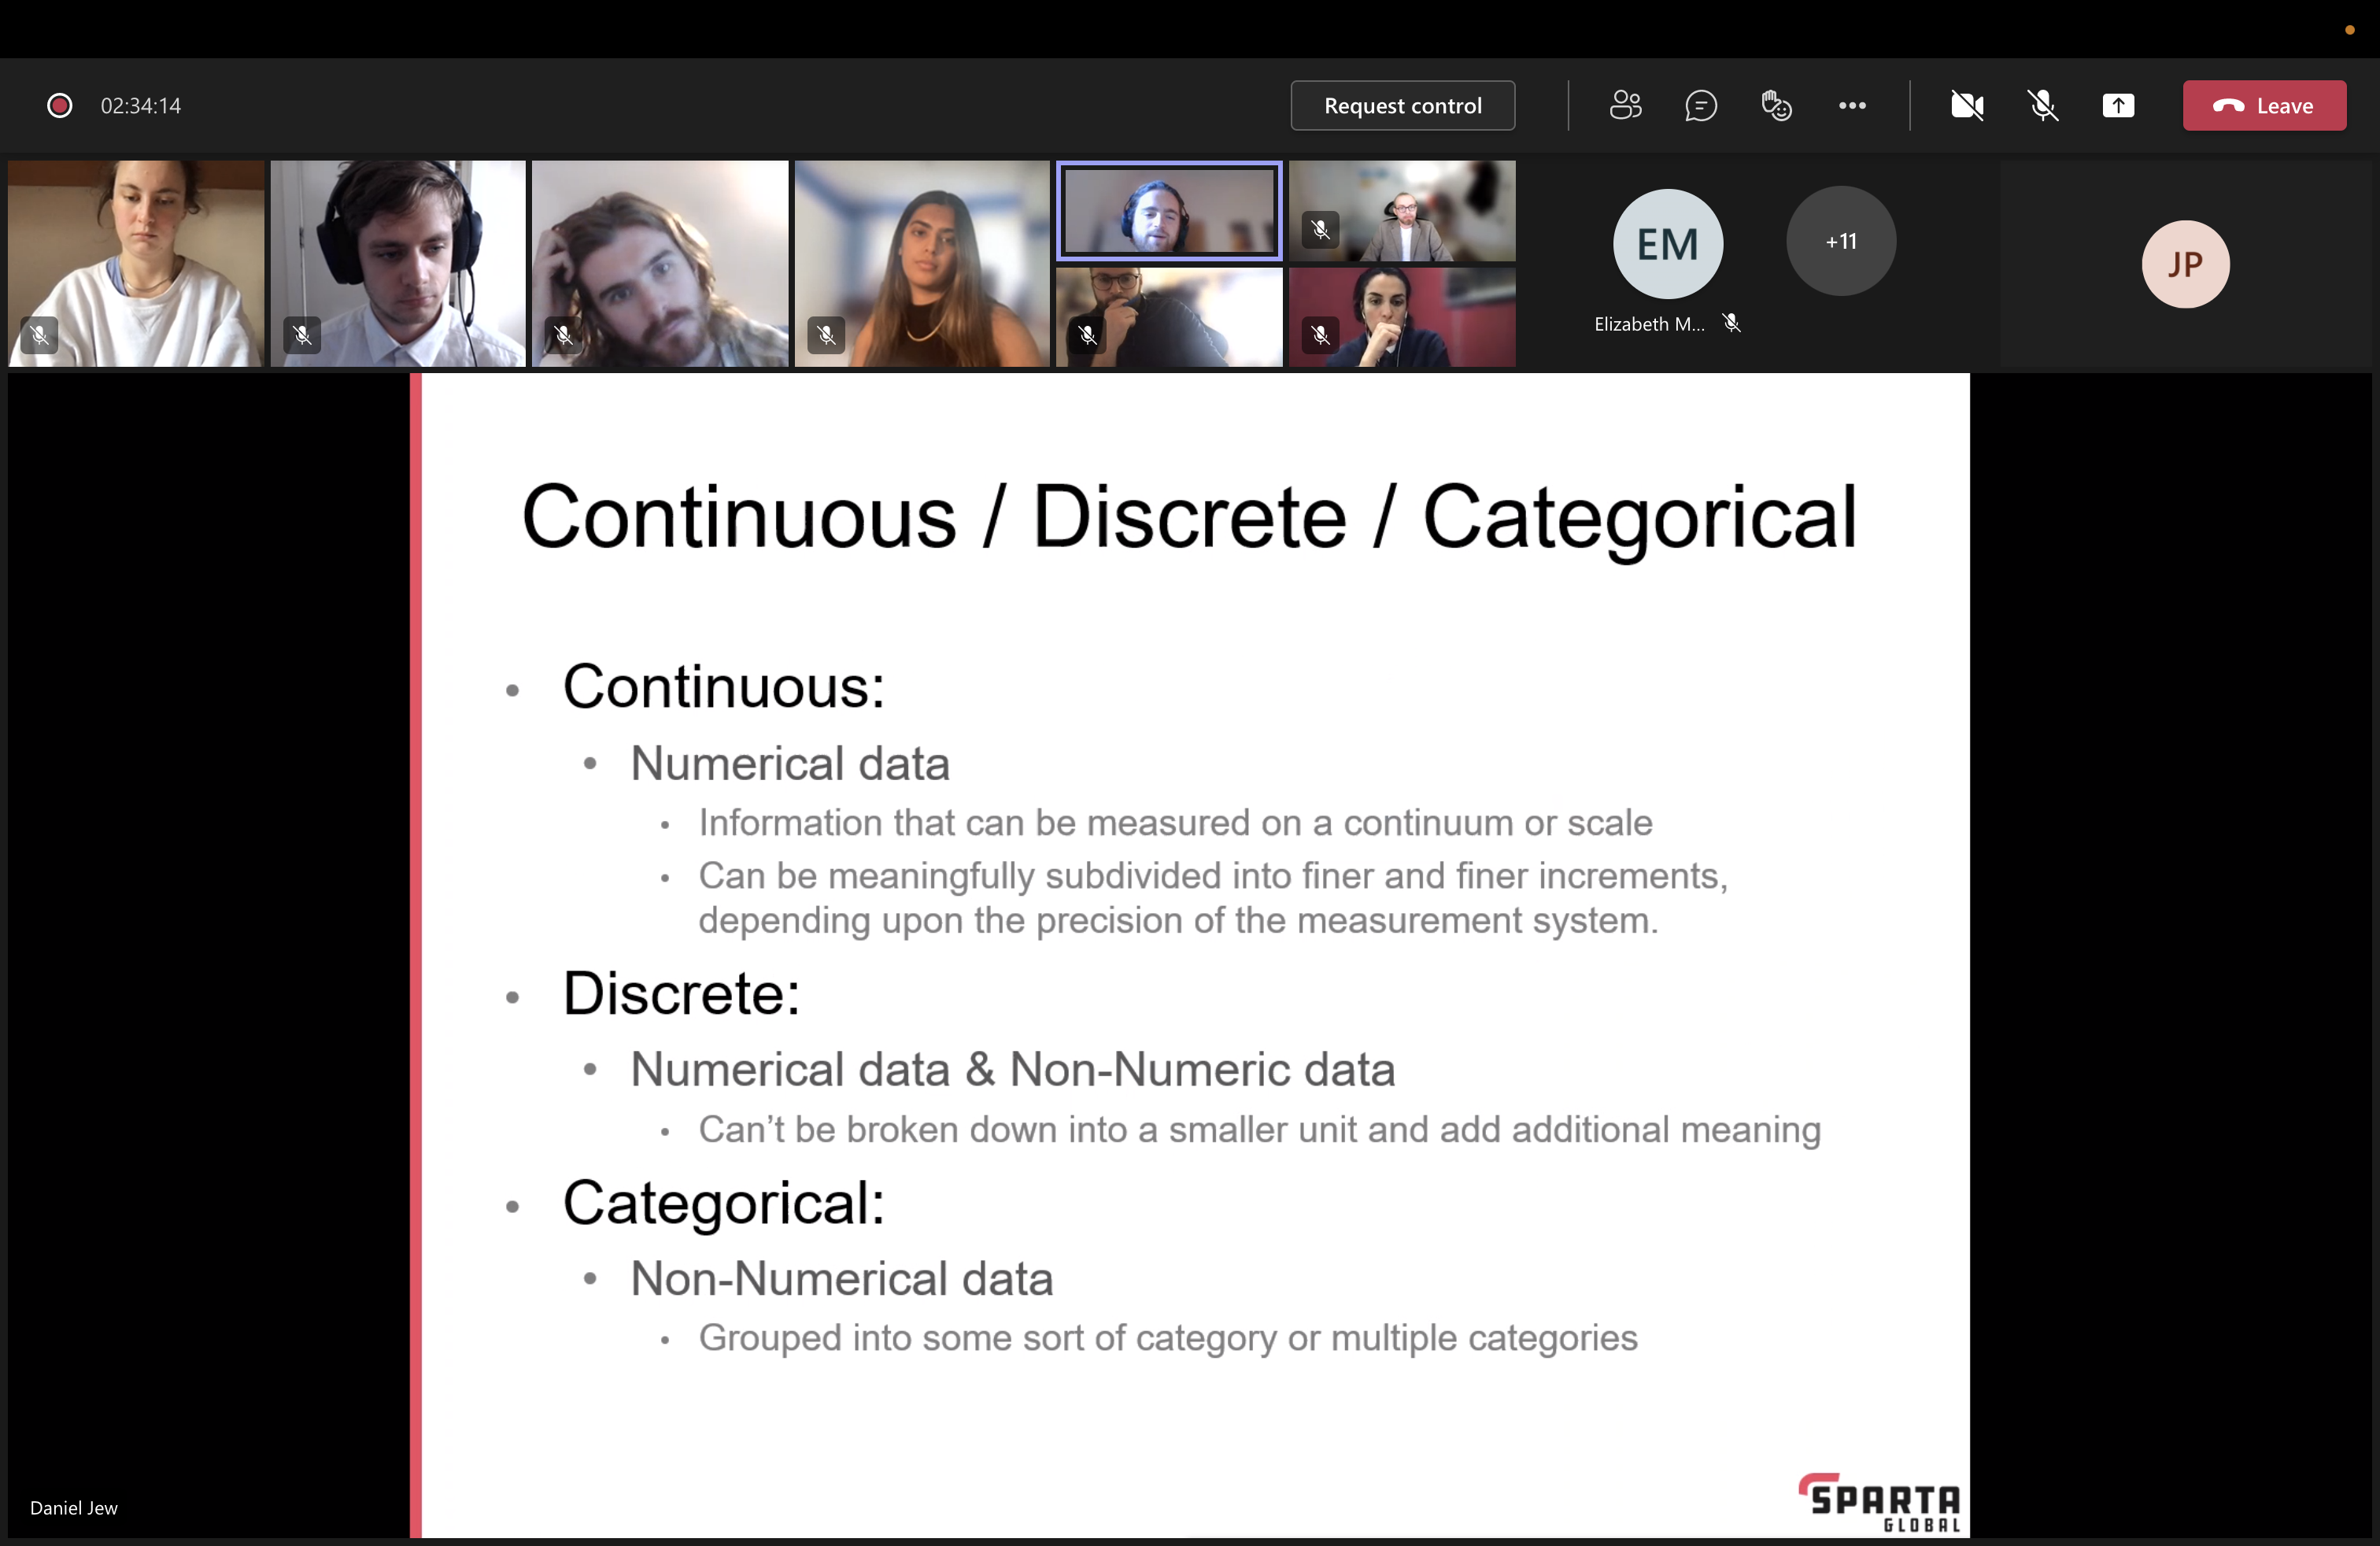 02:34:14
Request control
Leave
EM
+11
JP
Elizabeth M...
Continuous / Discrete / Categorical
• Continuous:
• Numerical data
• Information that can be measured on a continuum or scale
• Can be meaningfully subdivided into finer and finer increments,
depending upon the precision of the measurement system.
• Discrete:
• Numerical data & Non-Numeric data
• Can’t be broken down into a smaller unit and add additional meaning
• Categorical:
• Non-Numerical data
• Grouped into some sort of category or multiple categories
Daniel Jew
SPARTA
GLOBAL